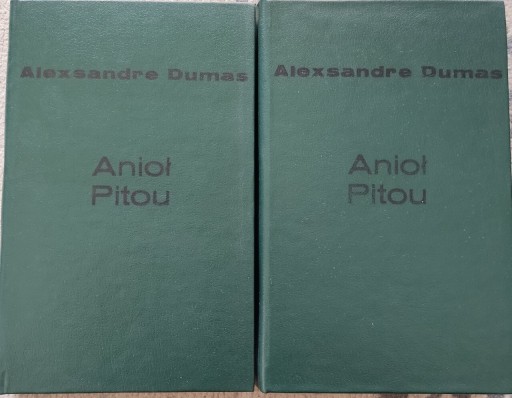 Alexsandre Dumas
Anioł
Pitou
Alexsandre Dumas
Anioł
Pitou